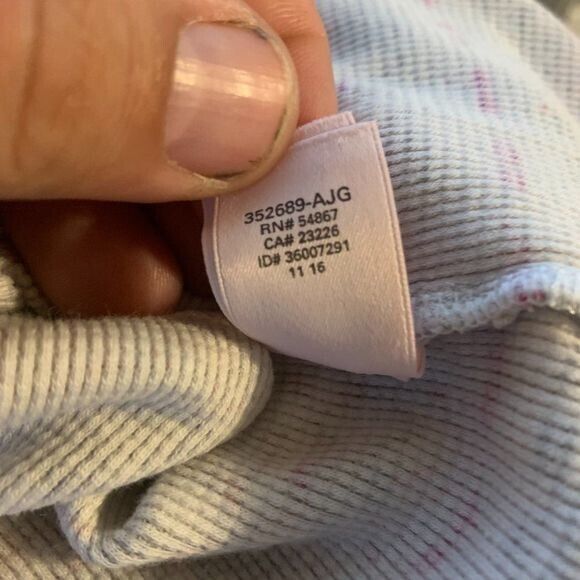 352689-AJG
RN# 54867
CA# 23226
ID# 36007291
11 16